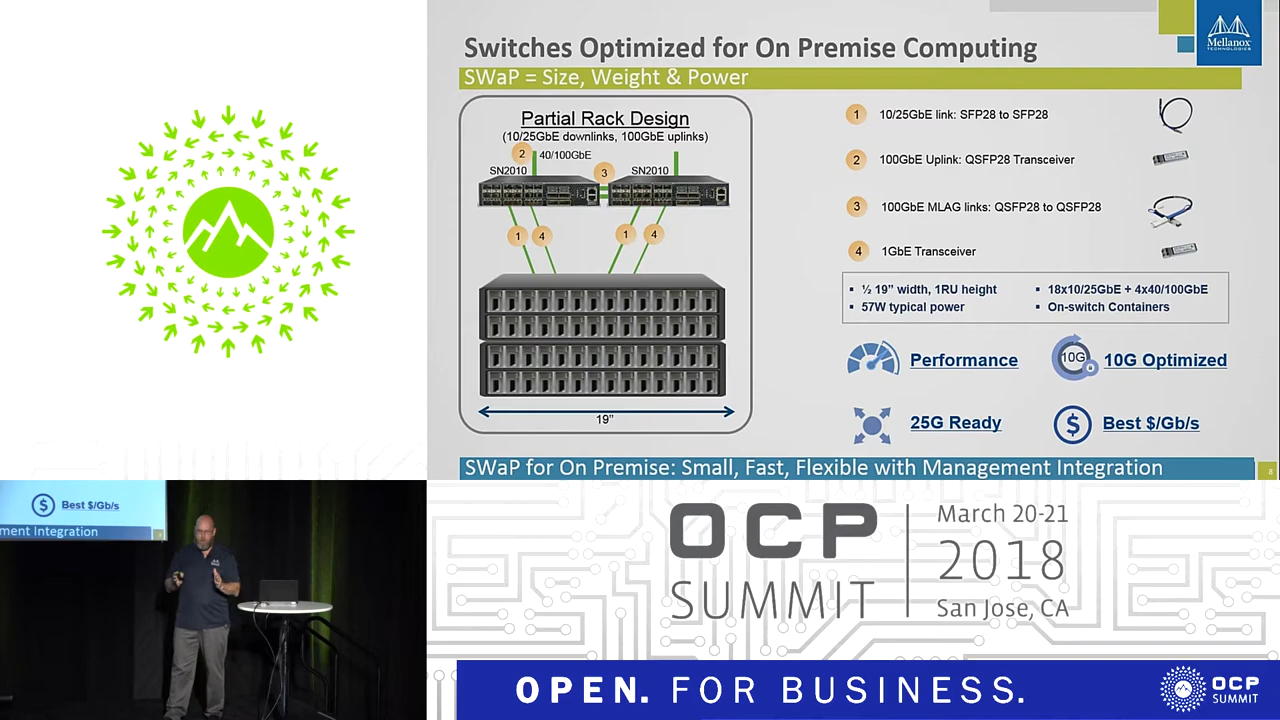 Switches Optimized for On Premise Computing
Mellanox
TECHNOLOGIES
SWaP = Size, Weight & Power
Partial Rack Design
(10/25GbE downlinks, 100GbE uplinks)
2
40/100GbE
SN2010
3
SN2010
1
4
1
4
19"
1
10/25GbE link: SFP28 to SFP28
2
100GbE Uplink: QSFP28 Transceiver
3
100GbE MLAG links: QSFP28 to QSFP28
4
1GbE Transceiver
▪ ½ 19” width, 1RU height
▪ 57W typical power
▪ 18x10/25GbE + 4x40/100GbE
▪ On-switch Containers
Performance
10G
10G Optimized
25G Ready
$
Best $/Gb/s
SWaP for On Premise: Small, Fast, Flexible with Management Integration
8
$
Best $/Gb/s
ment Integration
OCP
SUMMIT
March 20-21
2018
San Jose, CA
OPEN. FOR BUSINESS.
OCP
SUMMIT